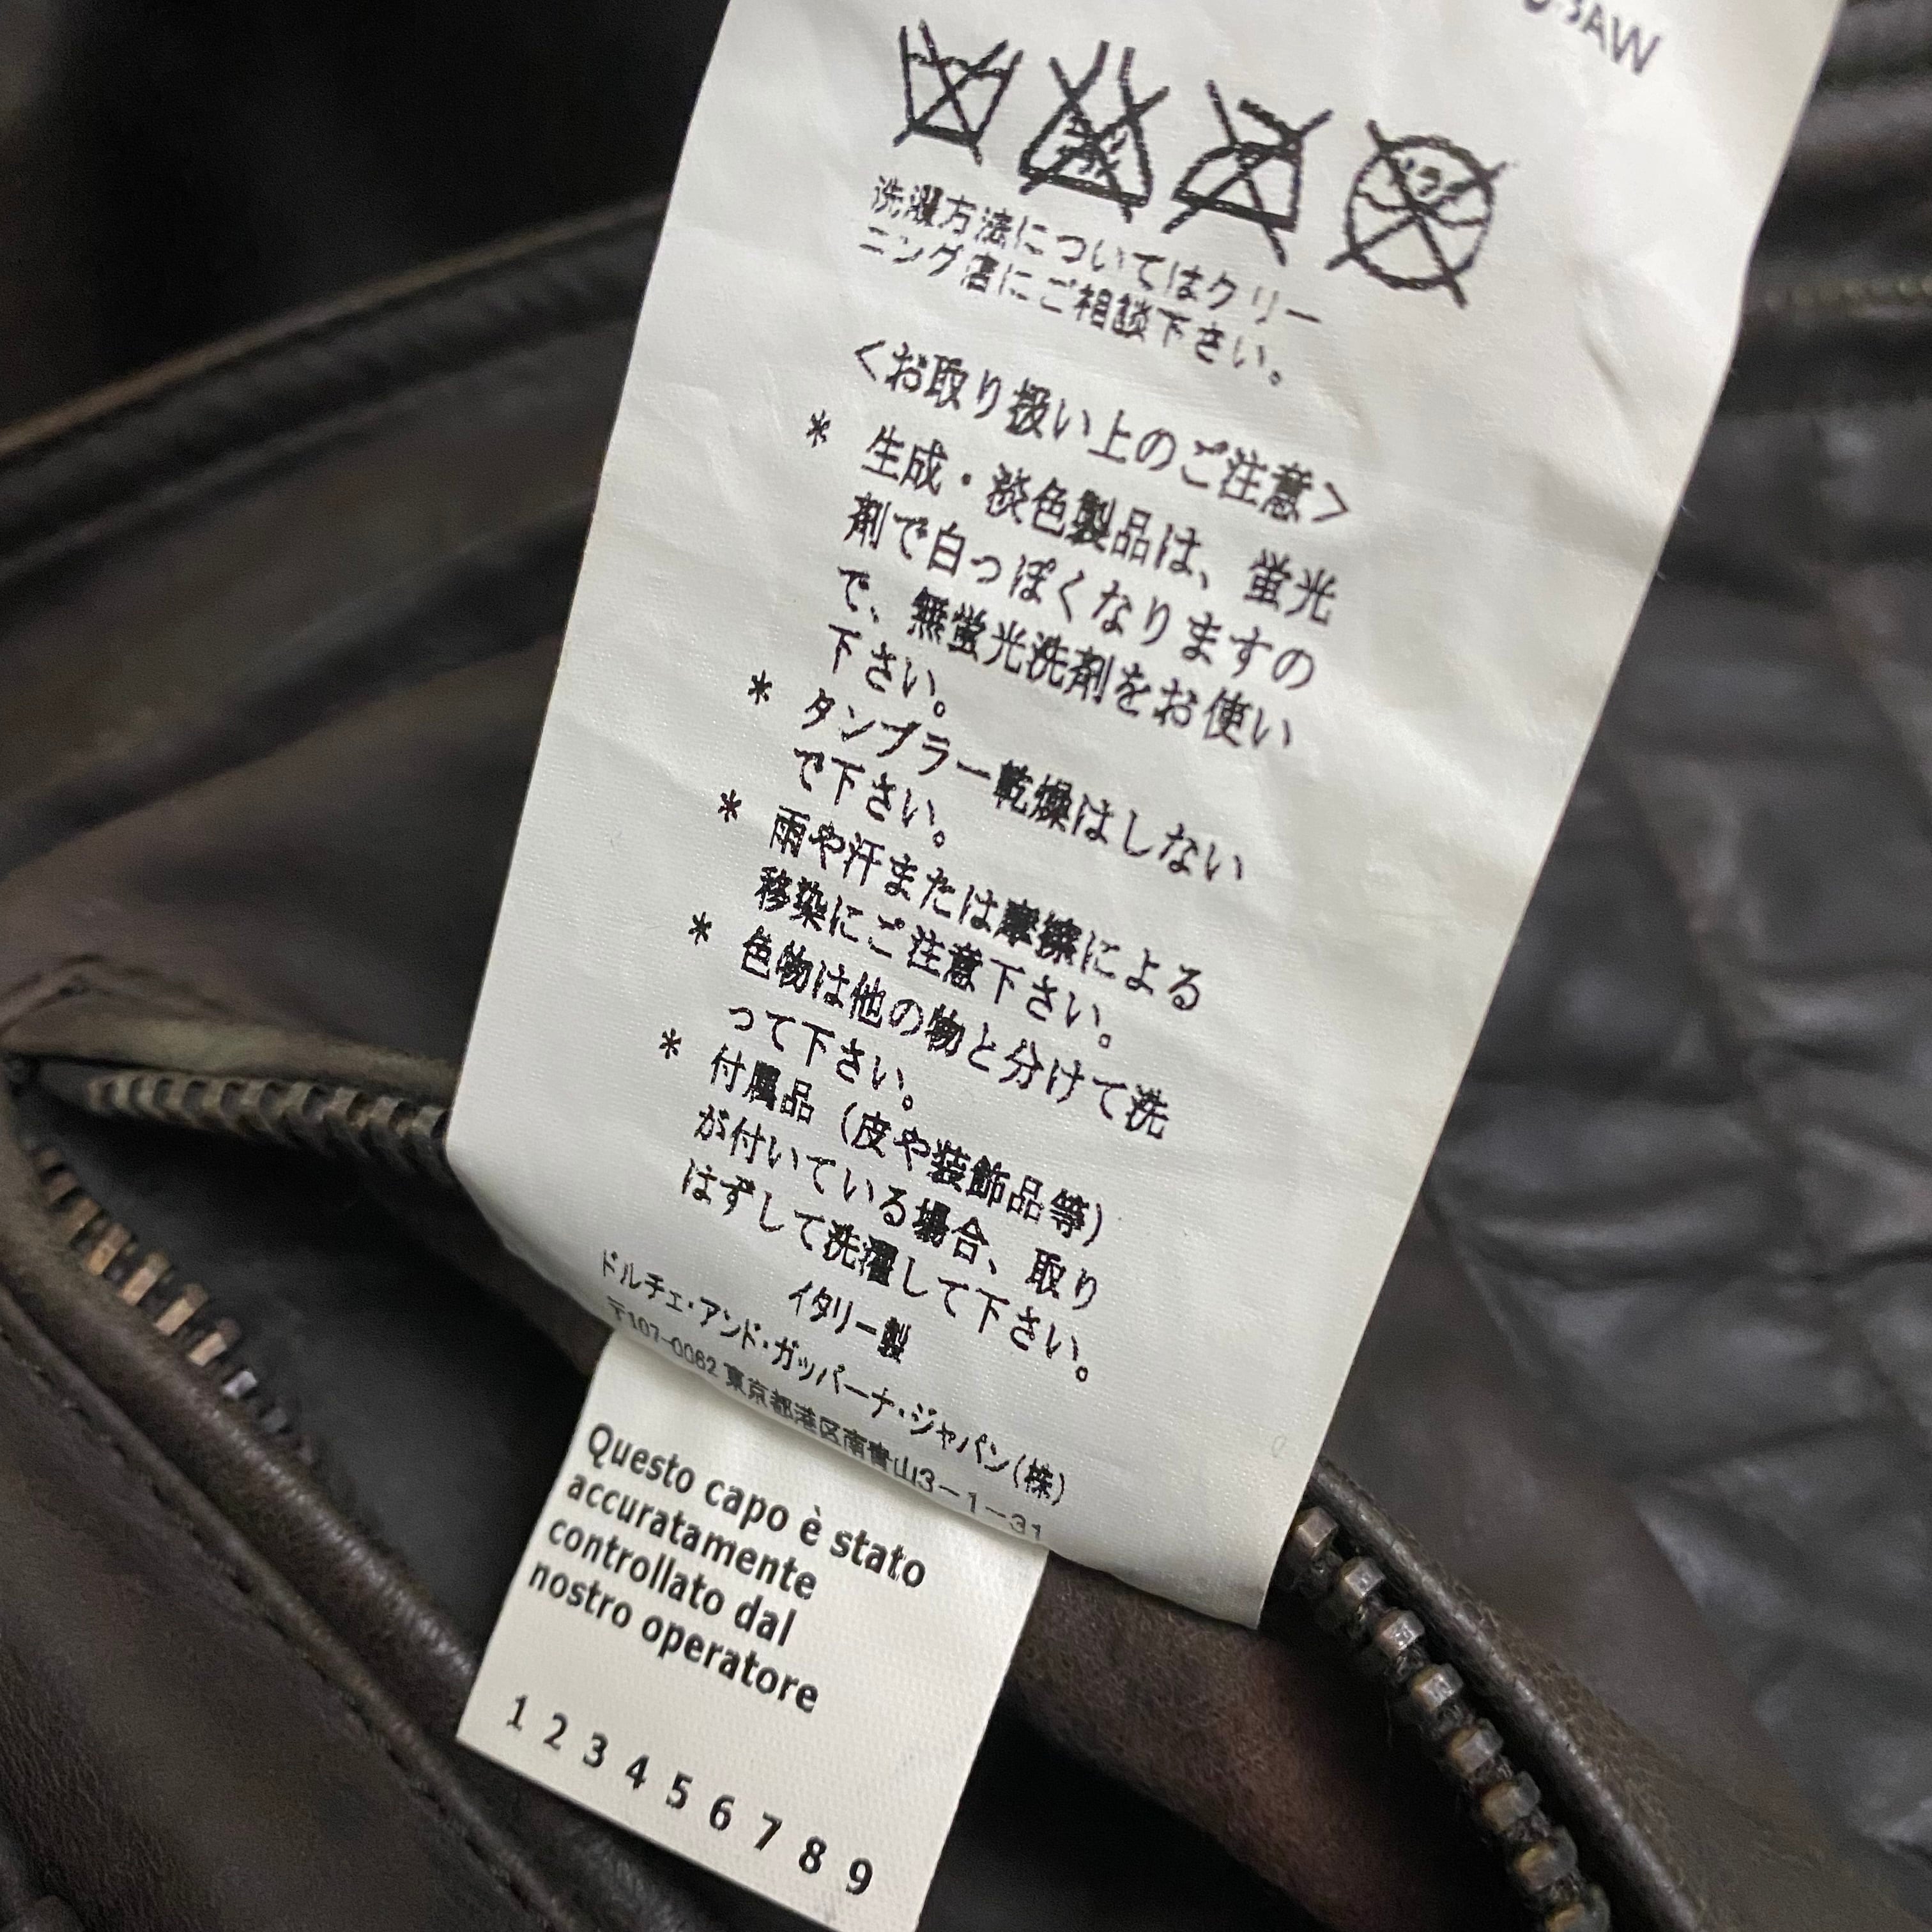 洗濯方法についてはクリー
ニング店にご相談下さい。
<お取り扱い上のご注意>
* 生成・淡色製品は、蛍光
剤で白っぽくなりますの
で、無蛍光洗剤をお使い
下さい。
* タンブラー乾燥はしない
で下さい。
* 雨や汗または摩擦による
移染にご注意下さい。
* 色物は他の物と分けて洗
って下さい。
* 付属品(皮や装飾品等)
が付いている場合、取り
はずして洗濯して下さい。
イタリー製
ドルチェ・アンド・ガッバーナ・ジャパン(株)
〒107-0062 東京都港区南青山3-1-31
Questo capo è stato
accuratamente
controllato dal
nostro operatore
1 2 3 4 5 6 7 8 9